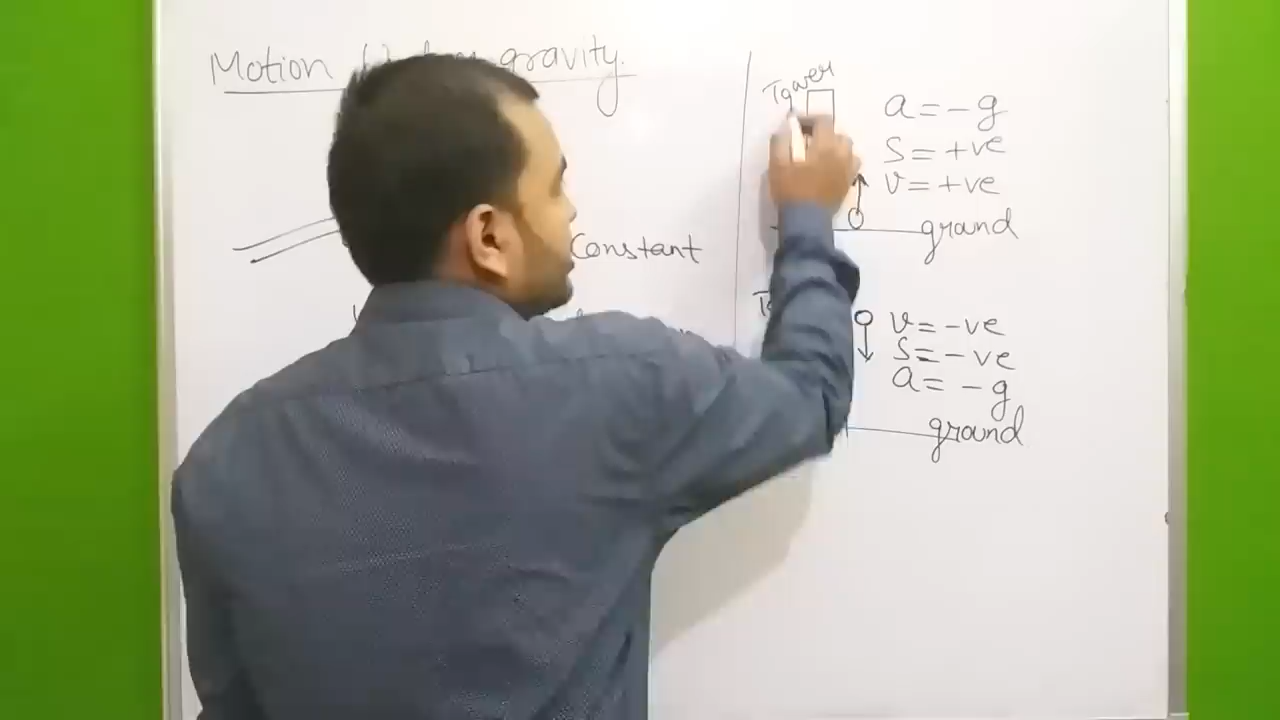 Motion gravity.
Constant
Tower
a = -g
S = +ve
v = +ve
ground
v = -ve
S = -ve
a = -g
ground